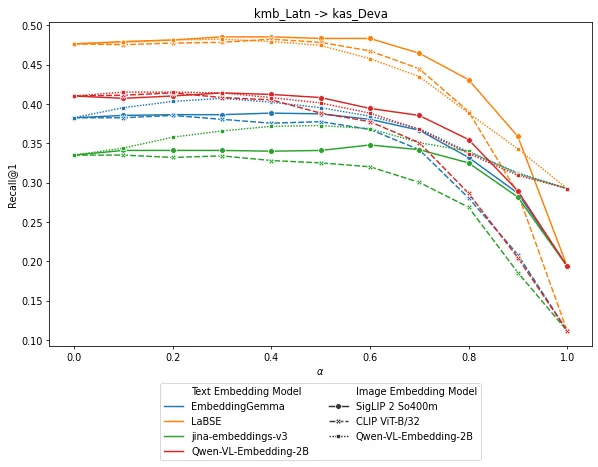 kmb_Latn -> kas_Deva
Recall@1
0.50
0.45
0.40
0.35
0.30
0.25
0.20
0.15
0.10
0.0 0.2 0.4 0.6 0.8 1.0
α
Text Embedding Model Image Embedding Model
EmbeddingGemma SigLIP 2 So400m
LaBSE CLIP ViT-B/32
jina-embeddings-v3 Qwen-VL-Embedding-2B
Qwen-VL-Embedding-2B